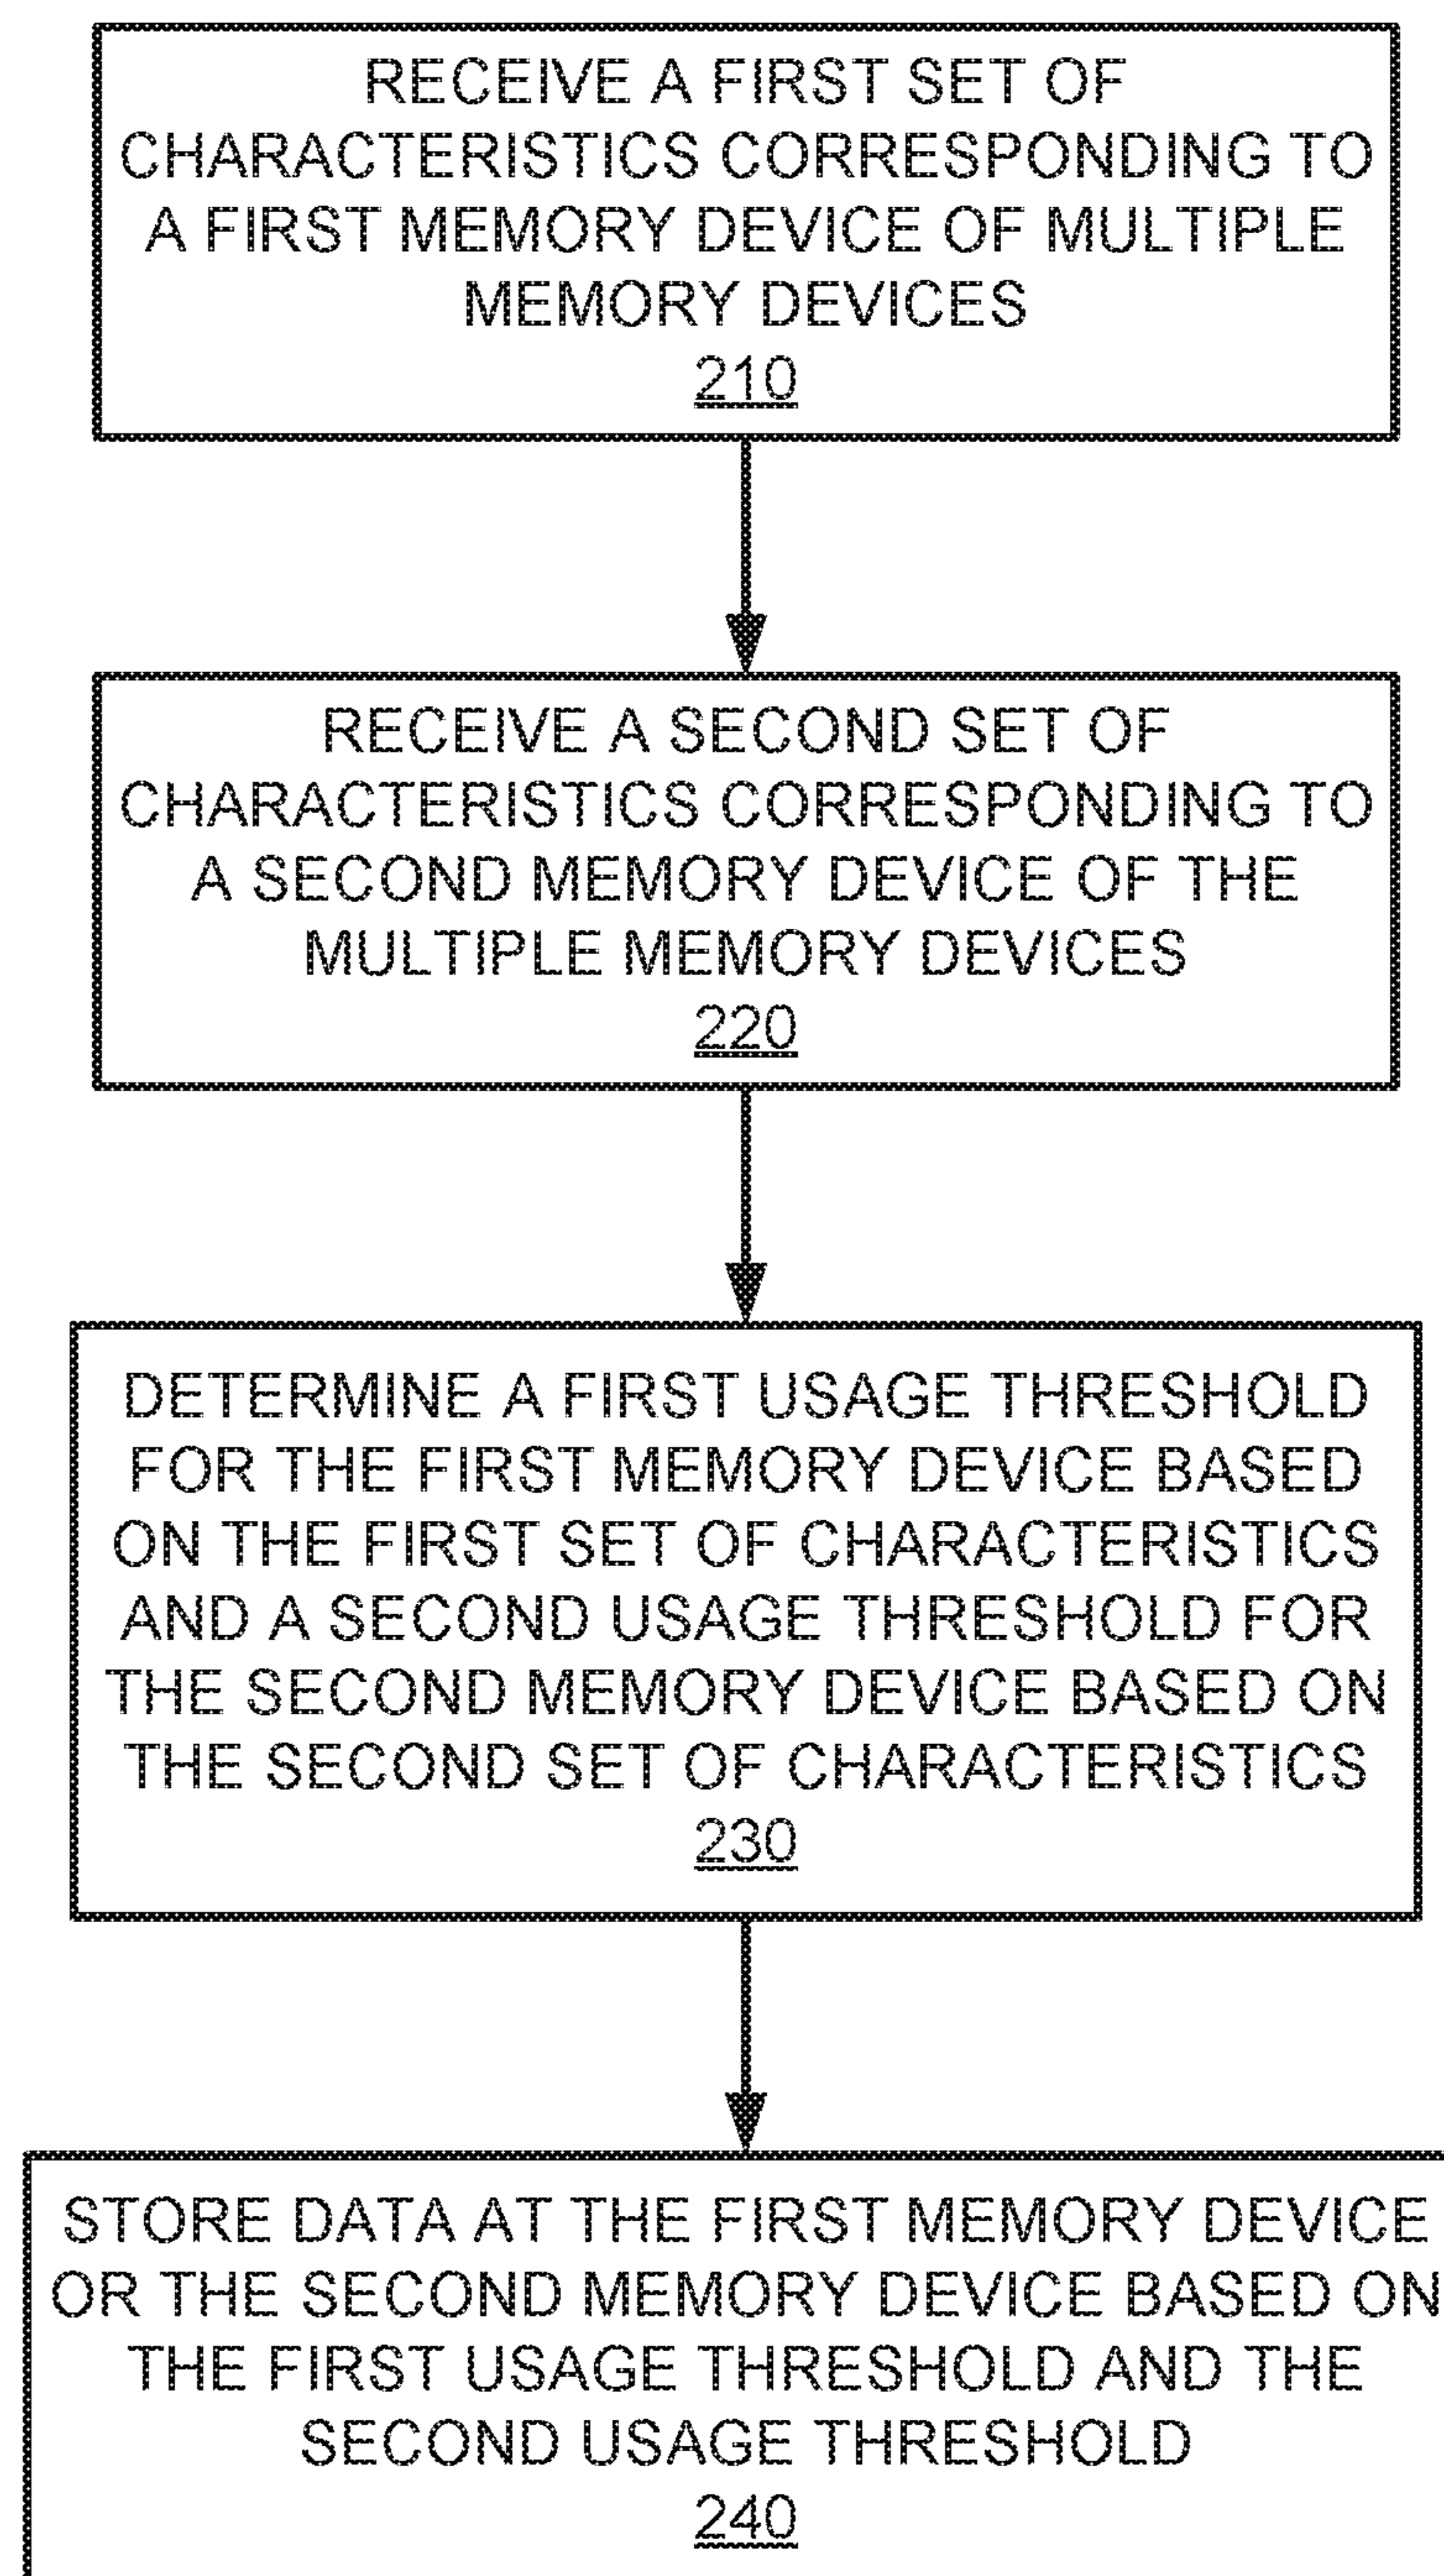 RECEIVE A FIRST SET OF
CHARACTERISTICS CORRESPONDING TO
A FIRST MEMORY DEVICE OF MULTIPLE
MEMORY DEVICES
210
RECEIVE A SECOND SET OF
CHARACTERISTICS CORRESPONDING TO
A SECOND MEMORY DEVICE OF THE
MULTIPLE MEMORY DEVICES
220
DETERMINE A FIRST USAGE THRESHOLD
FOR THE FIRST MEMORY DEVICE BASED
ON THE FIRST SET OF CHARACTERISTICS
AND A SECOND USAGE THRESHOLD FOR
THE SECOND MEMORY DEVICE BASED ON
THE SECOND SET OF CHARACTERISTICS
230
STORE DATA AT THE FIRST MEMORY DEVICE
OR THE SECOND MEMORY DEVICE BASED ON
THE FIRST USAGE THRESHOLD AND THE
SECOND USAGE THRESHOLD
240